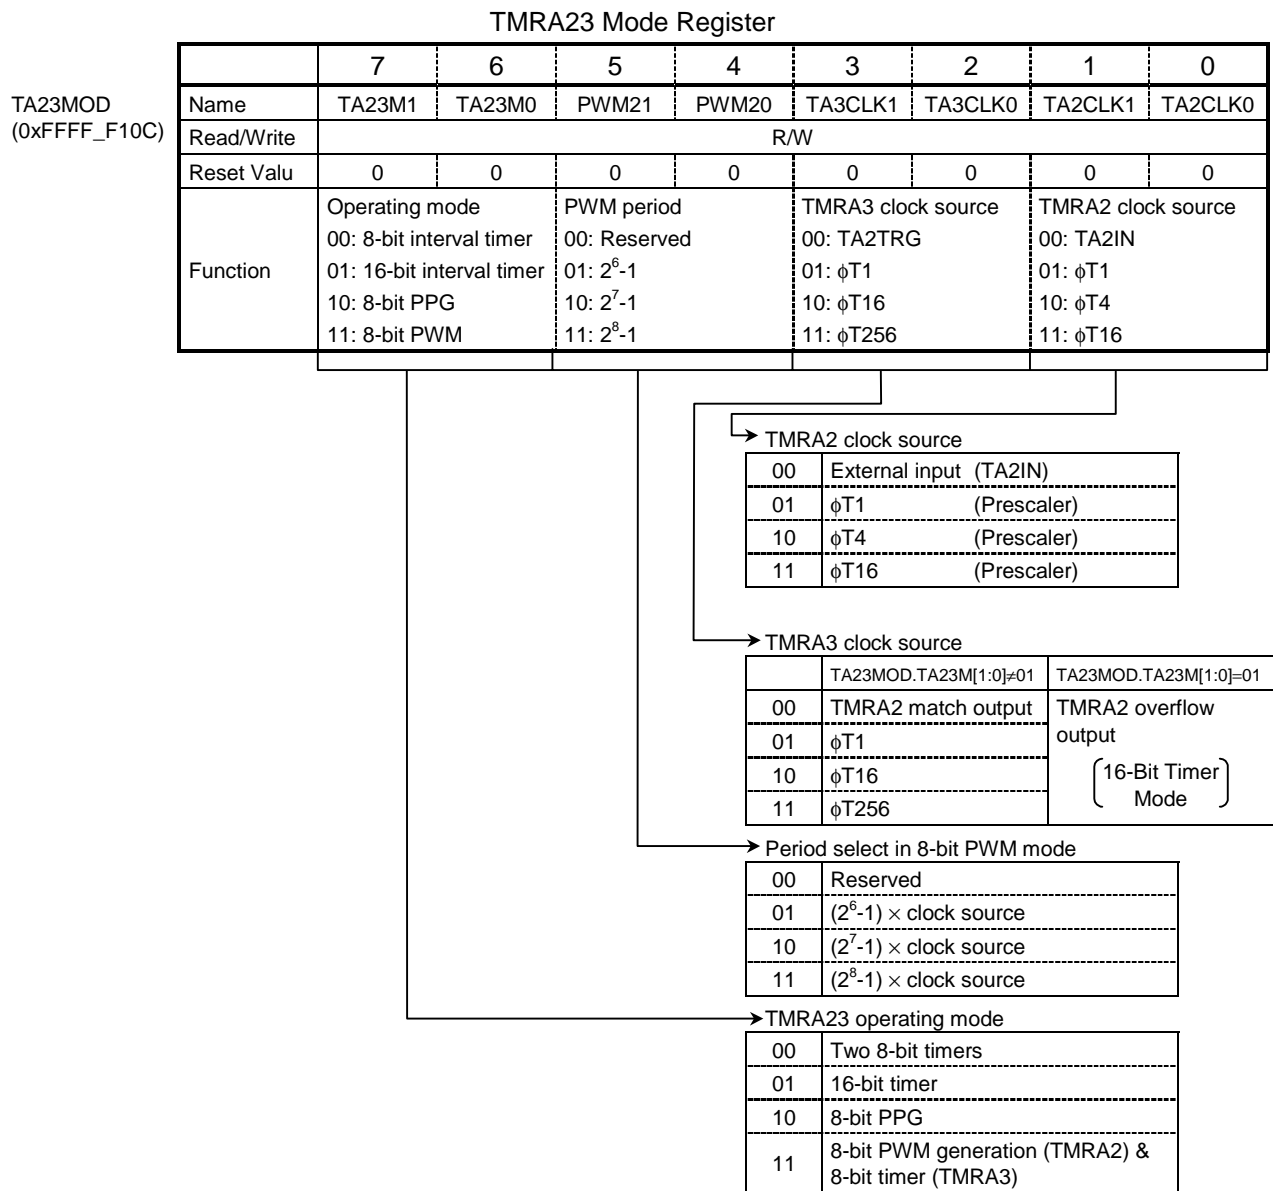 TMRA23 Mode Register
7 6 5 4 3 2 1 0
TA23MOD
(0xFFFF_F10C)
Name TA23M1 TA23M0 PWM21 PWM20 TA3CLK1 TA3CLK0 TA2CLK1 TA2CLK0
Read/Write R/W
Reset Valu 0 0 0 0 0 0 0 0
Function
Operating mode PWM period TMRA3 clock source TMRA2 clock source
00: 8-bit interval timer 00: Reserved 00: TA2TRG 00: TA2IN
01: 16-bit interval timer 01: 2⁶-1 01: ϕT1 01: ϕT1
10: 8-bit PPG 10: 2⁷-1 10: ϕT16 10: ϕT4
11: 8-bit PWM 11: 2⁸-1 11: ϕT256 11: ϕT16
TMRA2 clock source
00 External input (TA2IN)
01 ϕT1 (Prescaler)
10 ϕT4 (Prescaler)
11 ϕT16 (Prescaler)
TMRA3 clock source
TA23MOD.TA23M[1:0]≠01 TA23MOD.TA23M[1:0]=01
00 TMRA2 match output TMRA2 overflow
01 ϕT1 output
10 ϕT16 16-Bit Timer
11 ϕT256 Mode
Period select in 8-bit PWM mode
00 Reserved
01 (2⁶-1) × clock source
10 (2⁷-1) × clock source
11 (2⁸-1) × clock source
TMRA23 operating mode
00 Two 8-bit timers
01 16-bit timer
10 8-bit PPG
11 8-bit PWM generation (TMRA2) &
8-bit timer (TMRA3)